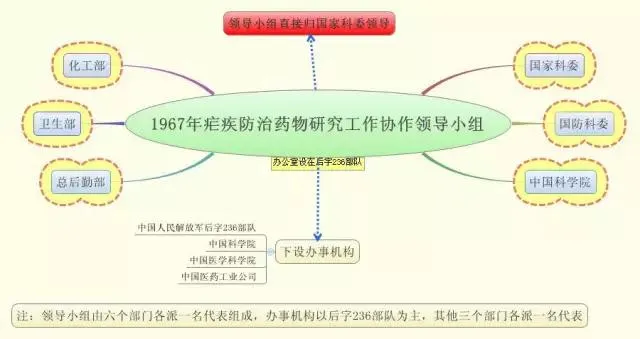 领导小组直接归国家科委领导
化工部
国家科委
卫生部
1967年疟疾防治药物研究工作协作领导小组
国防科委
办公室设在后字236部队
总后勤部
中国科学院
中国人民解放军后字236部队
中国科学院
中国医学科学院
中国医药工业公司
下设办事机构
注：领导小组由六个部门各派一名代表组成，办事机构以后字236部队为主，其他三个部门各派一名代表